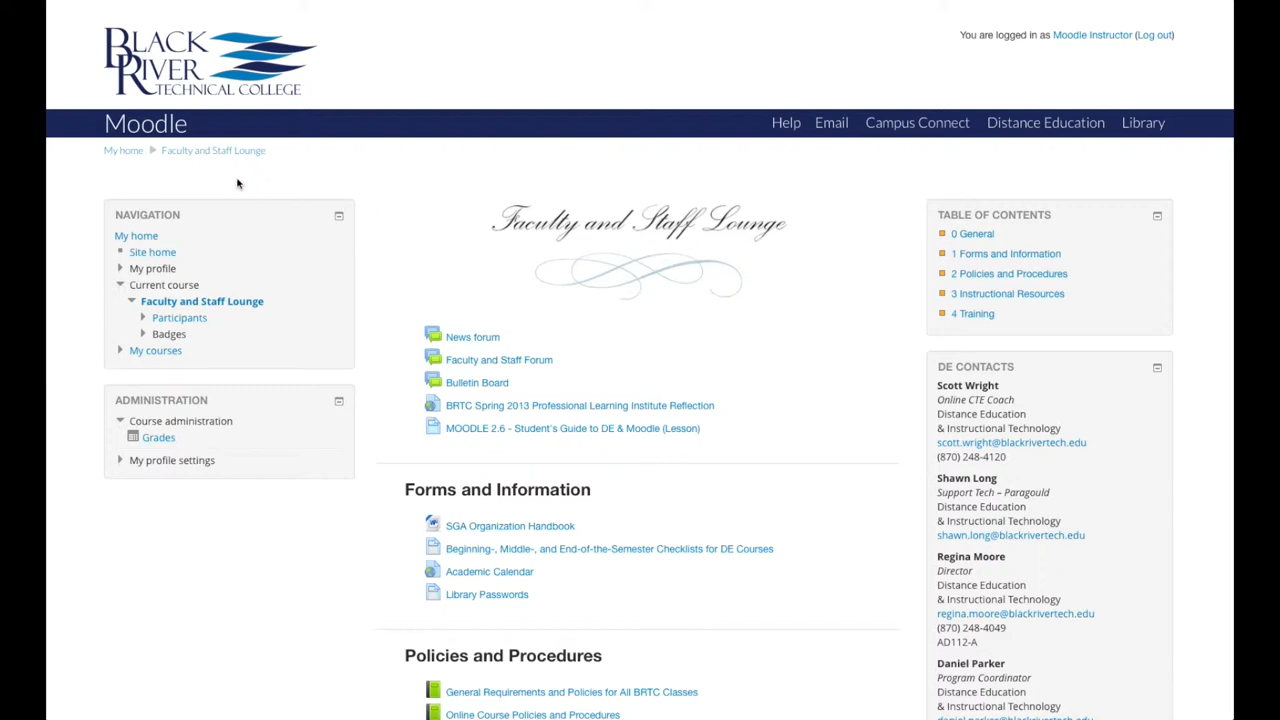 BLACK
RIVER
TECHNICAL COLLEGE
You are logged in as Moodle Instructor (Log out)
Moodle
Help Email Campus Connect Distance Education Library
My home Faculty and Staff Lounge
NAVIGATION
My home
Site home
My profile
Current course
Faculty and Staff Lounge
Participants
Badges
My courses
ADMINISTRATION
Course administration
Grades
My profile settings
Faculty and Staff Lounge
News forum
Faculty and Staff Forum
Bulletin Board
BRTC Spring 2013 Professional Learning Institute Reflection
MOODLE 2.6 - Student's Guide to DE & Moodle (Lesson)
Forms and Information
SGA Organization Handbook
Beginning-, Middle-, and End-of-the-Semester Checklists for DE Courses
Academic Calendar
Library Passwords
Policies and Procedures
General Requirements and Policies for All BRTC Classes
Online Course Policies and Procedures
TABLE OF CONTENTS
0 General
1 Forms and Information
2 Policies and Procedures
3 Instructional Resources
4 Training
DE CONTACTS
Scott Wright
Online CTE Coach
Distance Education
& Instructional Technology
scott.wright@blackrivertech.edu
(870) 248-4120
Shawn Long
Support Tech – Paragould
Distance Education
& Instructional Technology
shawn.long@blackrivertech.edu
Regina Moore
Director
Distance Education
& Instructional Technology
regina.moore@blackrivertech.edu
(870) 248-4049
AD112-A
Daniel Parker
Program Coordinator
Distance Education
& Instructional Technology
daniel.parker@blackrivertech.edu